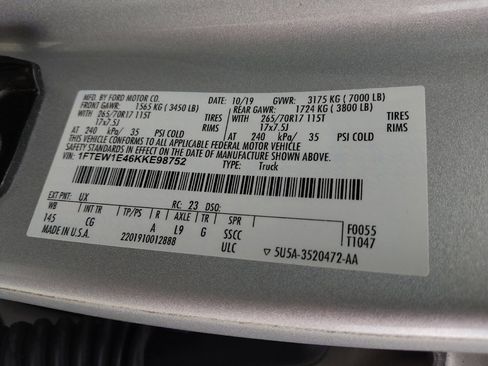 MFD. BY FORD MOTOR CO.
DATE: 10/19 GVWR: 3175 KG ( 7000 LB)
FRONT GAWR: 1565 KG ( 3450 LB) REAR GAWR: 1724 KG ( 3800 LB)
WITH 265/70R17 115T TIRES WITH 265/70R17 115T TIRES
17x7.5J RIMS 17x7.5J RIMS
AT 240 kPa/ 35 PSI COLD AT 240 kPa/ 35 PSI COLD
THIS VEHICLE CONFORMS TO ALL APPLICABLE FEDERAL MOTOR VEHICLE
SAFETY STANDARDS IN EFFECT ON THE DATE OF MANUFACTURE SHOWN ABOVE.
VIN: 1FTEW1E46KKE98752
TYPE: Truck
EXT PNT: UX RC: 23 DSO:
WB INT TR TP/PS R AXLE TR SPR F0055
145 CG A L9 G SSCC T1047
ULC
MADE IN U.S.A. 2201910012888 5U5A-3520472-AA